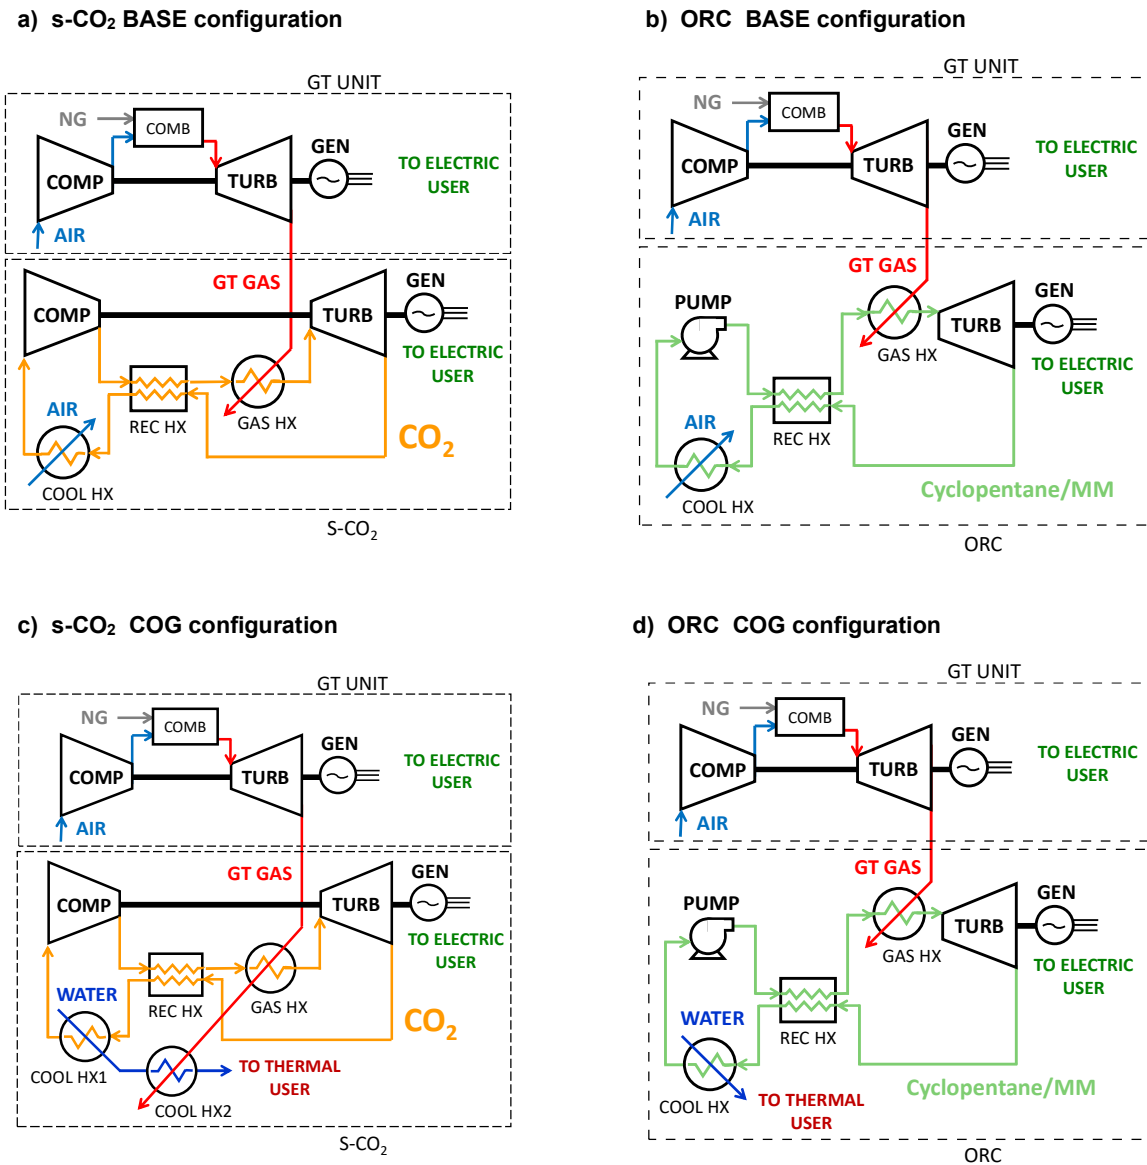 a) s-CO₂ BASE configuration
GT UNIT
NG
COMB
GEN
COMP
TURB
TO ELECTRIC
USER
AIR
GT GAS
COMP
TURB
GEN
TO ELECTRIC
USER
AIR
REC HX
GAS HX
CO₂
COOL HX
S-CO₂
b) ORC BASE configuration
GT UNIT
NG
COMB
GEN
COMP
TURB
TO ELECTRIC
USER
AIR
GT GAS
PUMP
GEN
TURB
GAS HX
TO ELECTRIC
USER
AIR
REC HX
Cyclopentane/MM
COOL HX
ORC
c) s-CO₂ COG configuration
GT UNIT
NG
COMB
GEN
COMP
TURB
TO ELECTRIC
USER
AIR
GT GAS
GEN
COMP
TURB
TO ELECTRIC
USER
WATER
REC HX
GAS HX
CO₂
COOL HX1
TO THERMAL
USER
COOL HX2
S-CO₂
d) ORC COG configuration
GT UNIT
NG
COMB
GEN
COMP
TURB
TO ELECTRIC
USER
AIR
GT GAS
PUMP
GEN
TURB
GAS HX
TO ELECTRIC
USER
WATER
REC HX
COOL HX
TO THERMAL
USER
Cyclopentane/MM
ORC